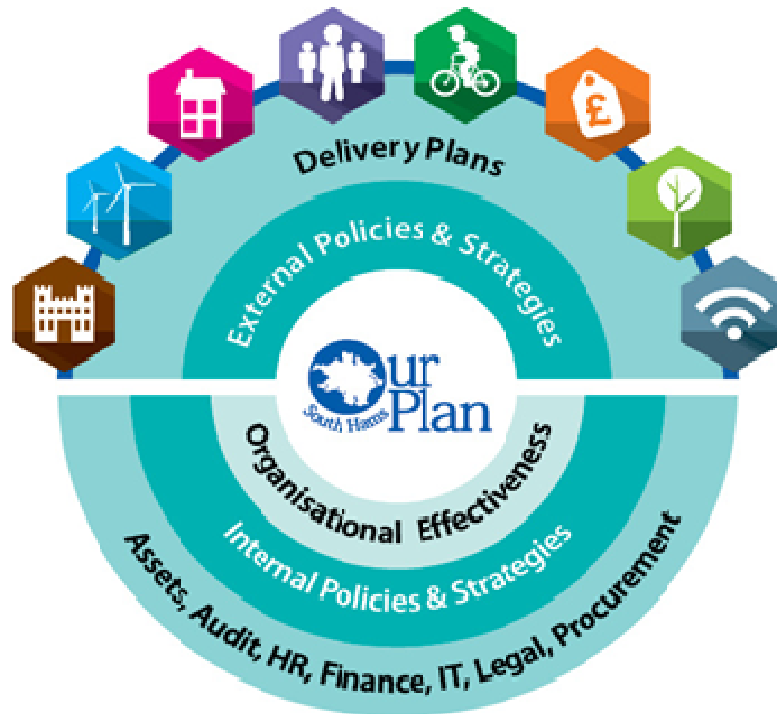 Delivery Plans
External Policies & Strategies
Our
South Hams
Plan
Organisational Effectiveness
Internal Policies & Strategies
Assets, Audit, HR, Finance, IT, Legal, Procurement
£